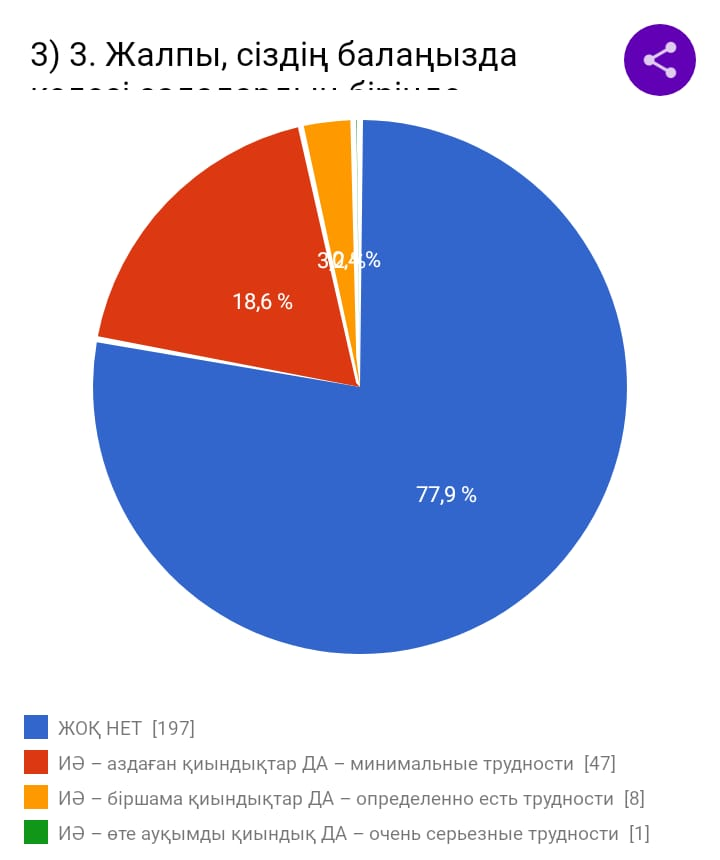 3) 3. Жалпы, сіздің балаңызда
18,6 %
77,9 %
ЖОҚ НЕТ [197]
ИӘ – аздаған қиындықтар ДА – минимальные трудности [47]
ИӘ – біршама қиындықтар ДА – определенно есть трудности [8]
ИӘ – өте ауқымды қиындық ДА – очень серьезные трудности [1]